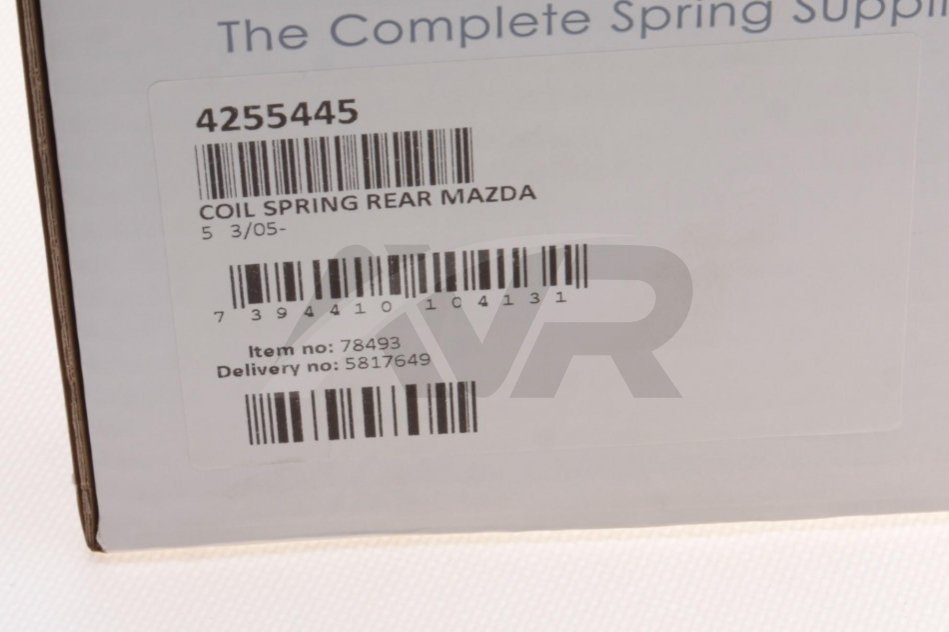 The Complete Spring
4255445
COIL SPRING REAR MAZDA
5 3/05-
7 394410 104131
Item no: 78493
Delivery no: 5817649
AVR